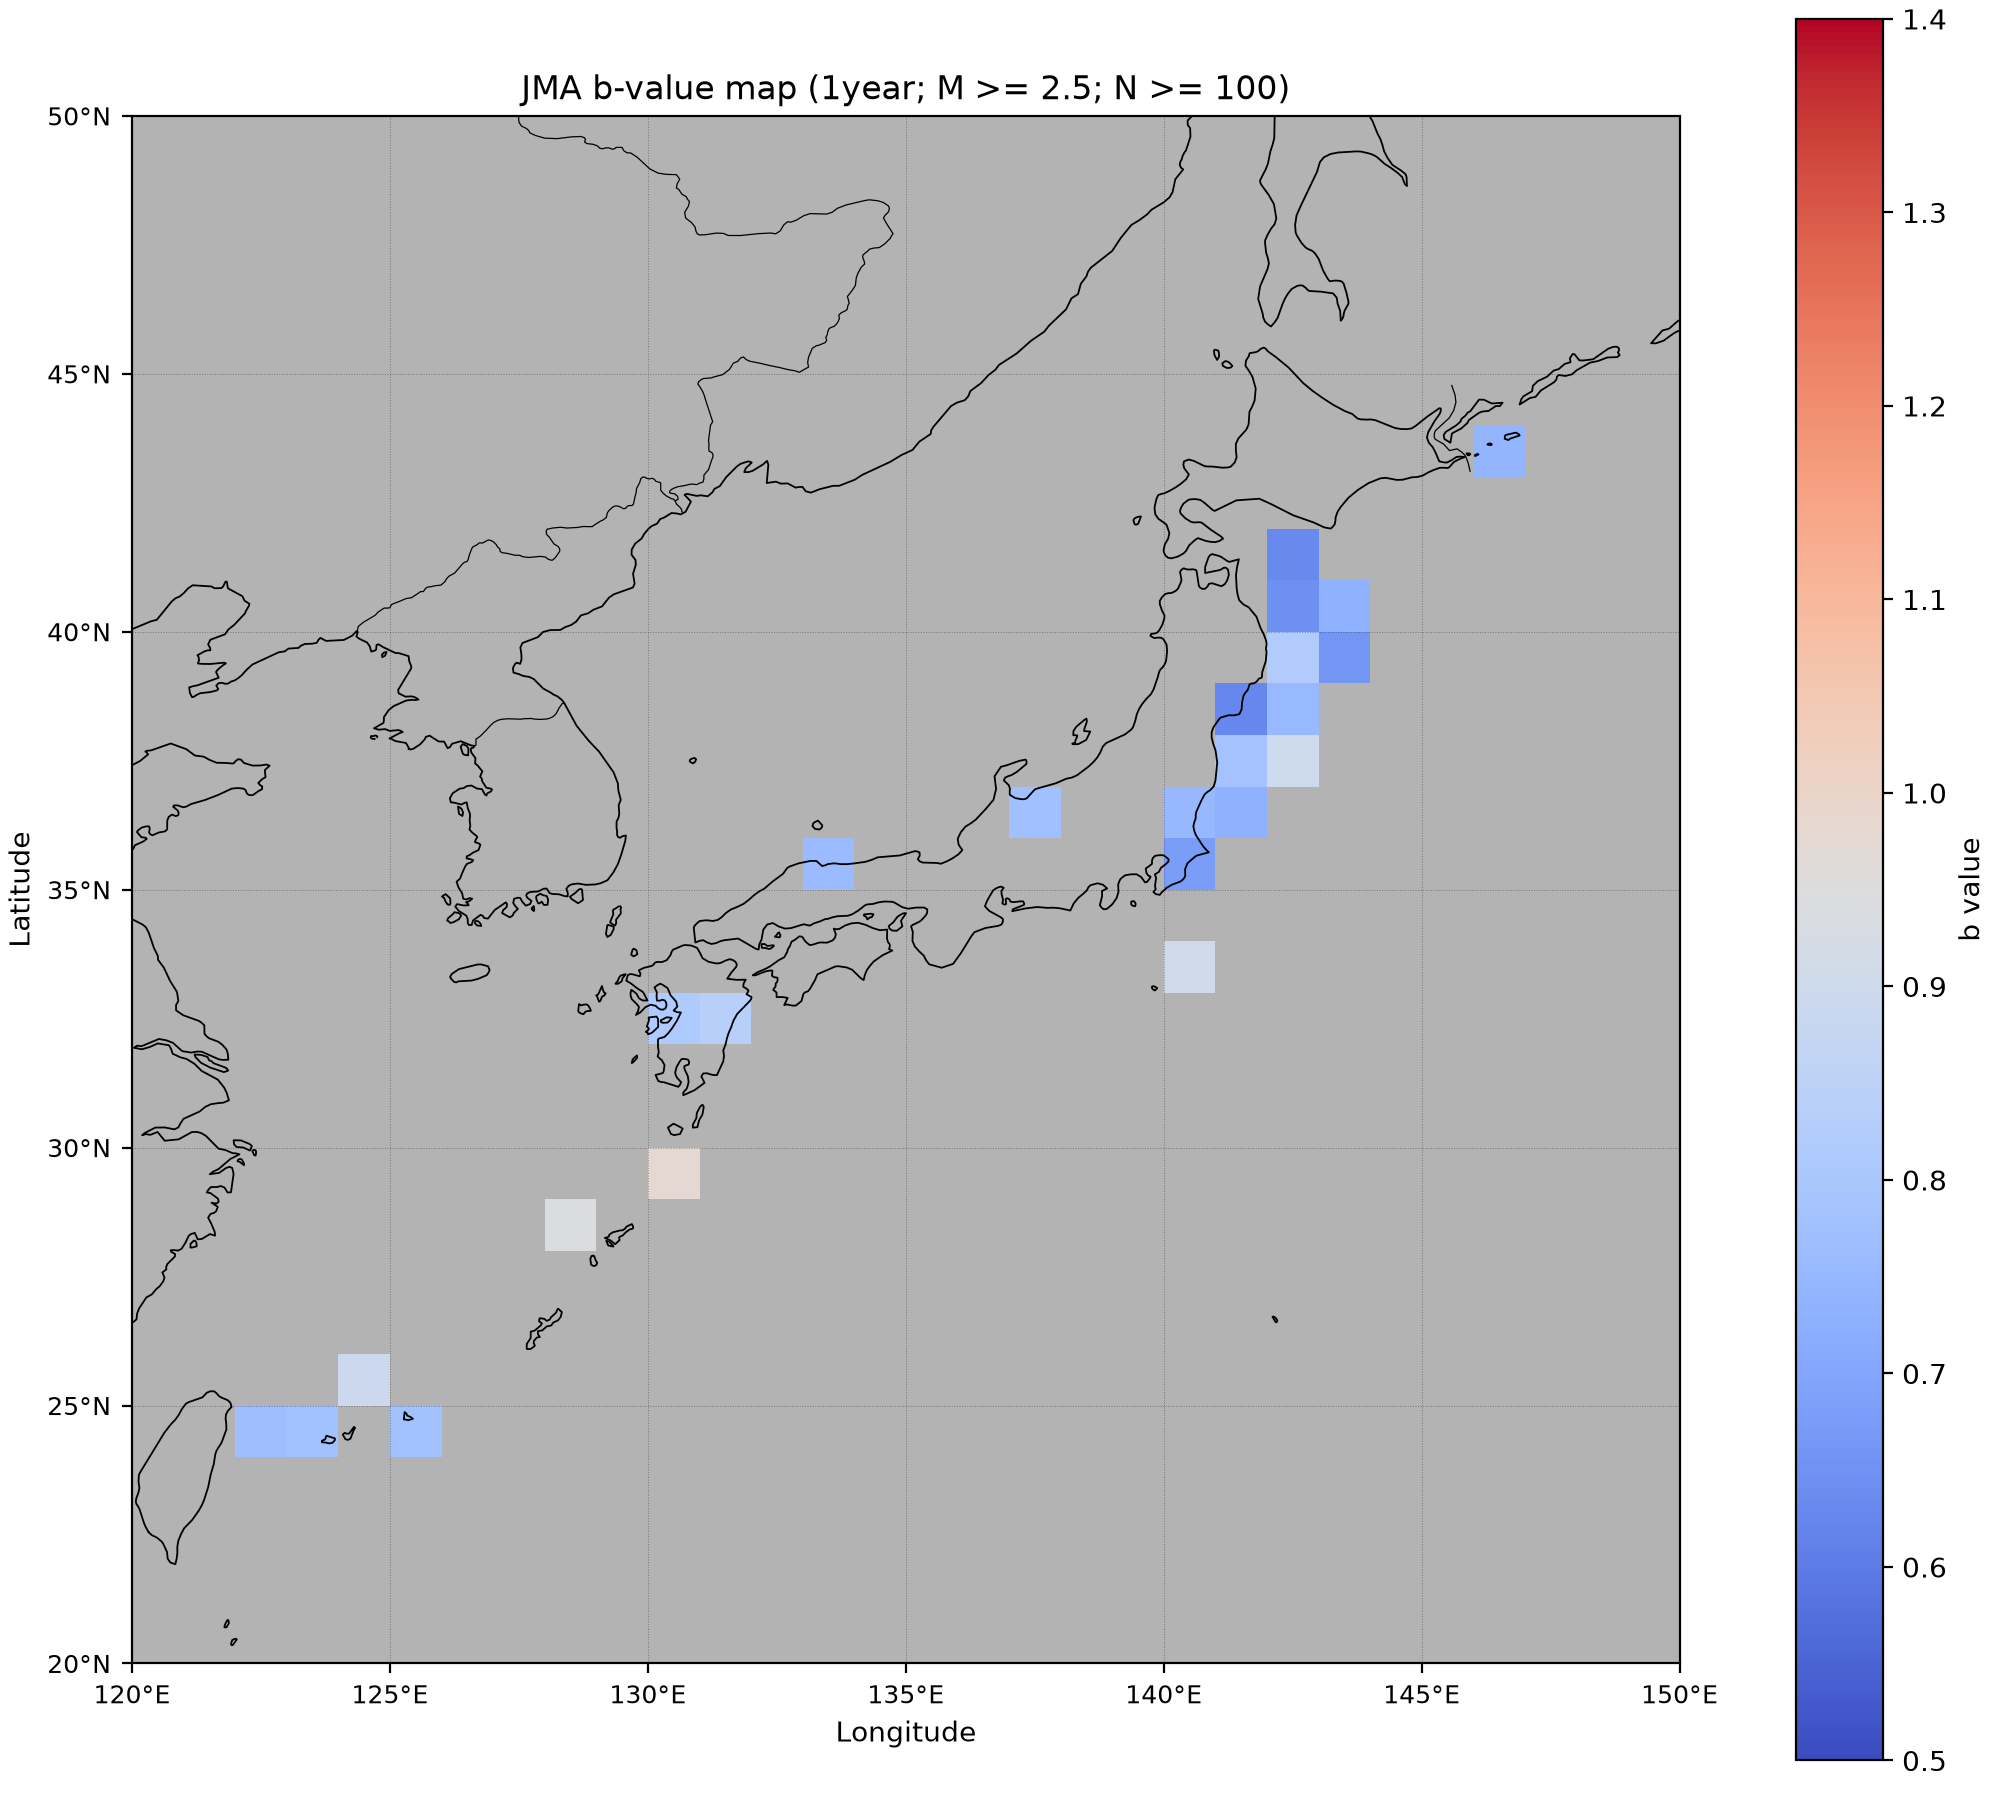 JMA b-value map (1year; M >= 2.5; N >= 100)
50°N
45°N
40°N
35°N
30°N
25°N
20°N
Latitude
120°E
125°E
130°E
135°E
140°E
145°E
150°E
Longitude
1.4
1.3
1.2
1.1
1.0
0.9
0.8
0.7
0.6
0.5
b value